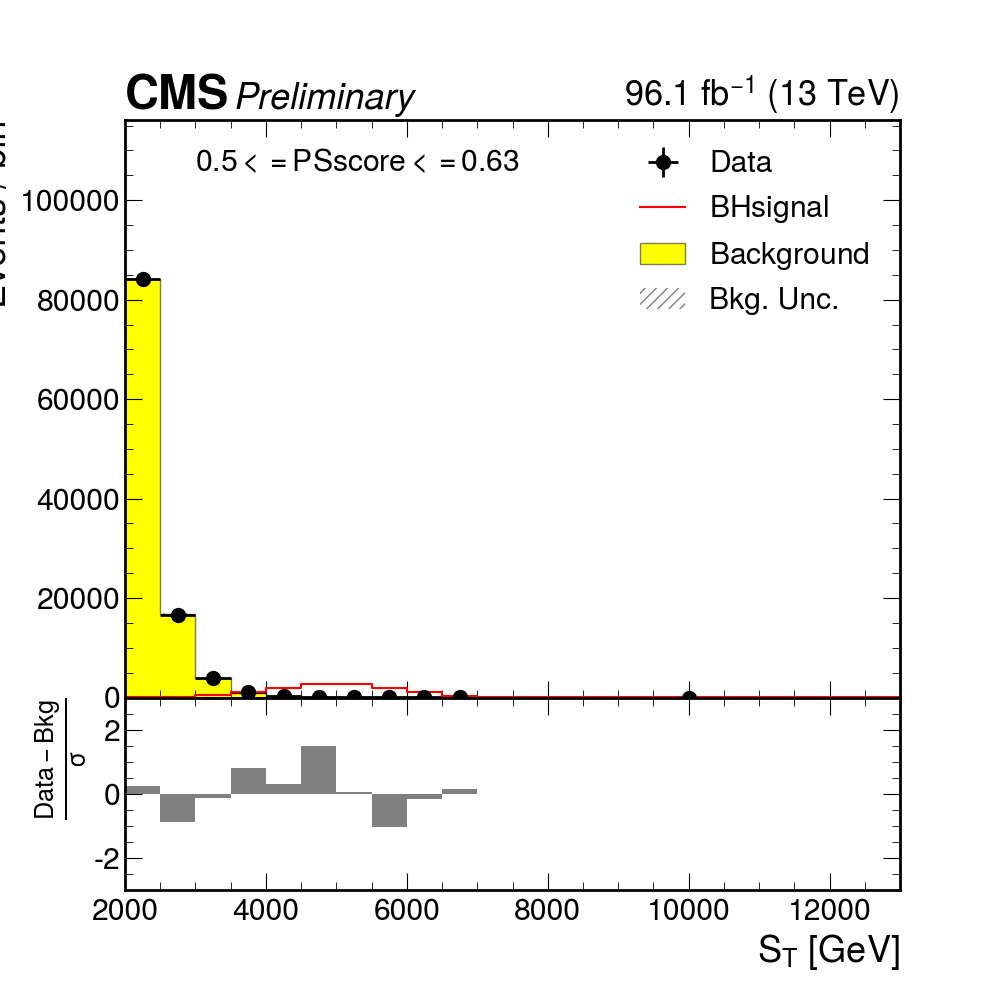 CMS Preliminary 96.1 fb⁻¹ (13 TeV)
0.5 < = PSscore < = 0.63
Data
BHsignal
Background
Bkg. Unc.
100000
80000
60000
40000
20000
0
Data – Bkg
σ
2
0
-2
2000 4000 6000 8000 10000 12000
S_T [GeV]